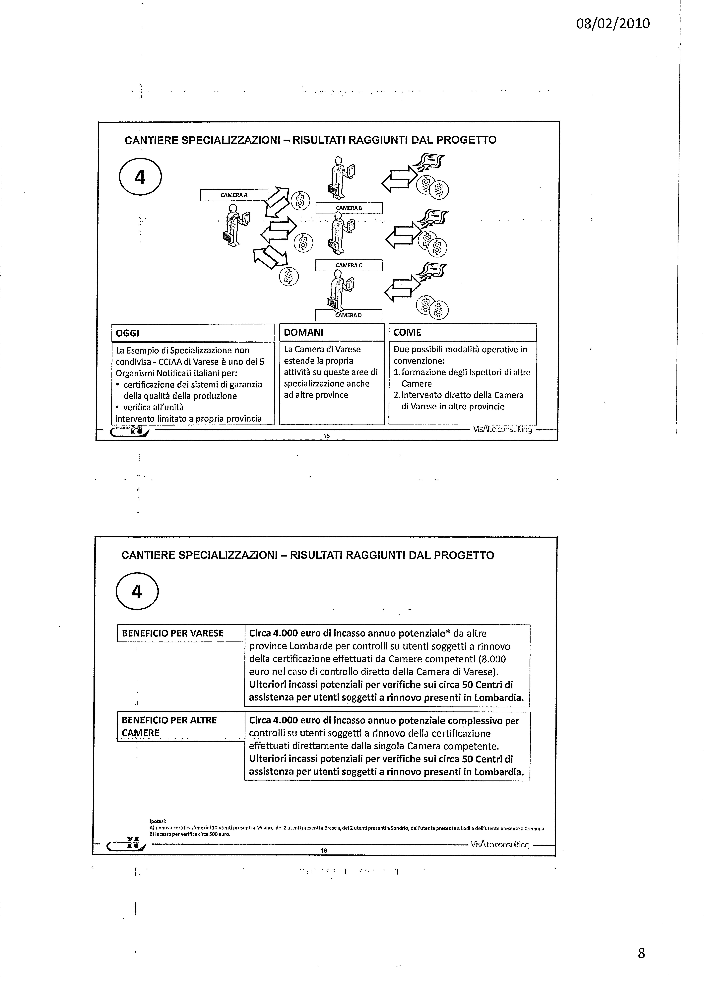 08/02/2010
CANTIERE SPECIALIZZAZIONI – RISULTATI RAGGIUNTI DAL PROGETTO
4
CAMERA A
CAMERA B
CAMERA C
CAMERA D
OGGI
La Esempio di Specializzazione non
condivisa - CCIAA di Varese è uno dei 5
Organismi Notificati italiani per:
• certificazione dei sistemi di garanzia
della qualità della produzione
• verifica all'unità
intervento limitato a propria provincia
DOMANI
La Camera di Varese
estende la propria
attività su queste aree di
specializzazione anche
ad altre province
COME
Due possibili modalità operative in
convenzione:
1. formazione degli Ispettori di altre
Camere
2. intervento diretto della Camera
di Varese in altre provincie
VisAlta consulting
15
CANTIERE SPECIALIZZAZIONI – RISULTATI RAGGIUNTI DAL PROGETTO
4
BENEFICIO PER VARESE
Circa 4.000 euro di incasso annuo potenziale* da altre
province Lombarde per controlli su utenti soggetti a rinnovo
della certificazione effettuati da Camere competenti (8.000
euro nel caso di controllo diretto della Camera di Varese).
Ulteriori incassi potenziali per verifiche sui circa 50 Centri di
assistenza per utenti soggetti a rinnovo presenti in Lombardia.
BENEFICIO PER ALTRE
CAMERE
Circa 4.000 euro di incasso annuo potenziale complessivo per
controlli su utenti soggetti a rinnovo della certificazione
effettuati direttamente dalla singola Camera competente.
Ulteriori incassi potenziali per verifiche sui circa 50 Centri di
assistenza per utenti soggetti a rinnovo presenti in Lombardia.
Ipotesi:
A) rinnovo certificazione dei 10 utenti presenti a Milano, dei 2 utenti presenti a Brescia, dei 2 utenti presenti a Sondrio, dell'utente presente a Lodi e dell'utente presente a Cremona
B) Incasso per verifica circa 500 euro.
VisAlta consulting
16
8